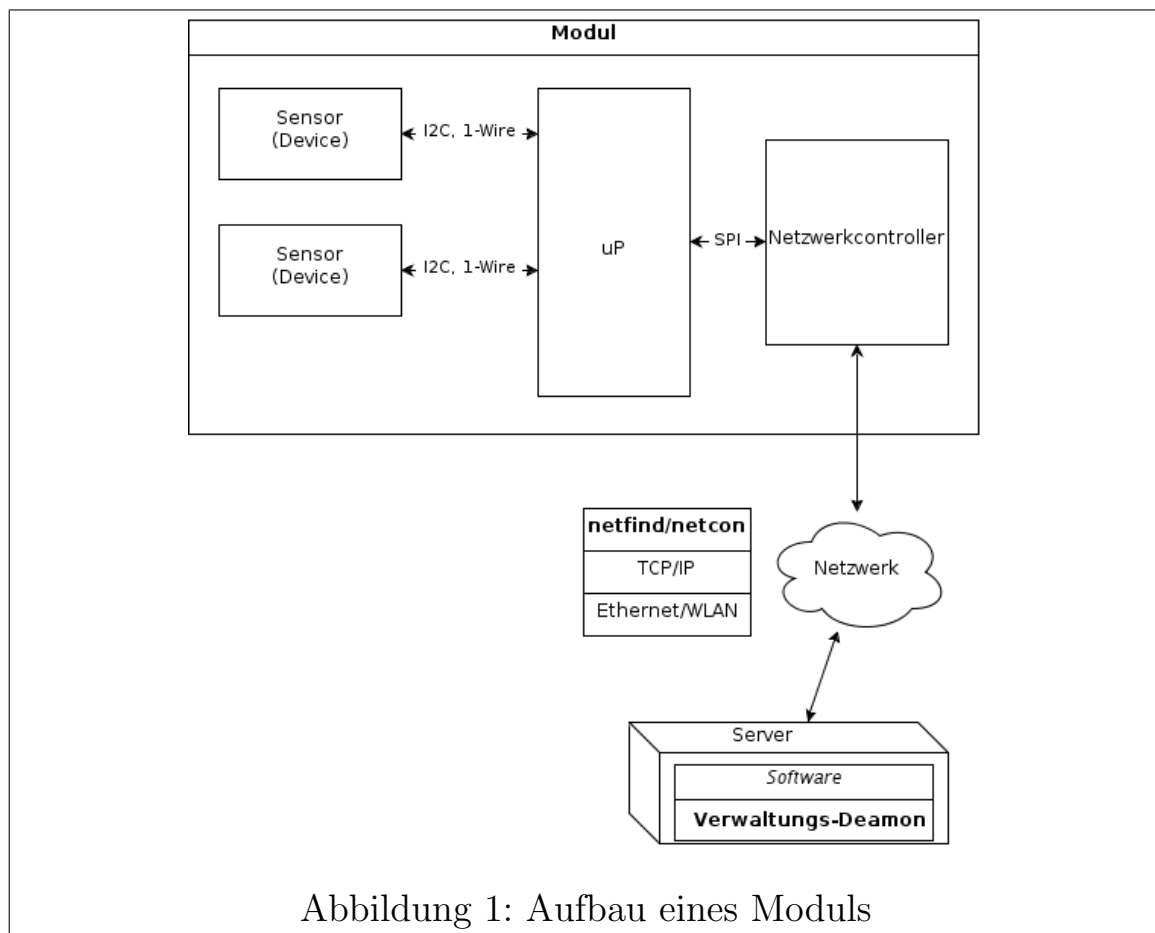 Modul
Sensor
(Device)
I2C, 1-Wire
Sensor
(Device)
I2C, 1-Wire
uP
SPI
Netzwerkcontroller
netfind/netcon
TCP/IP
Ethernet/WLAN
Netzwerk
Server
Software
Verwaltungs-Deamon
Abbildung 1: Aufbau eines Moduls